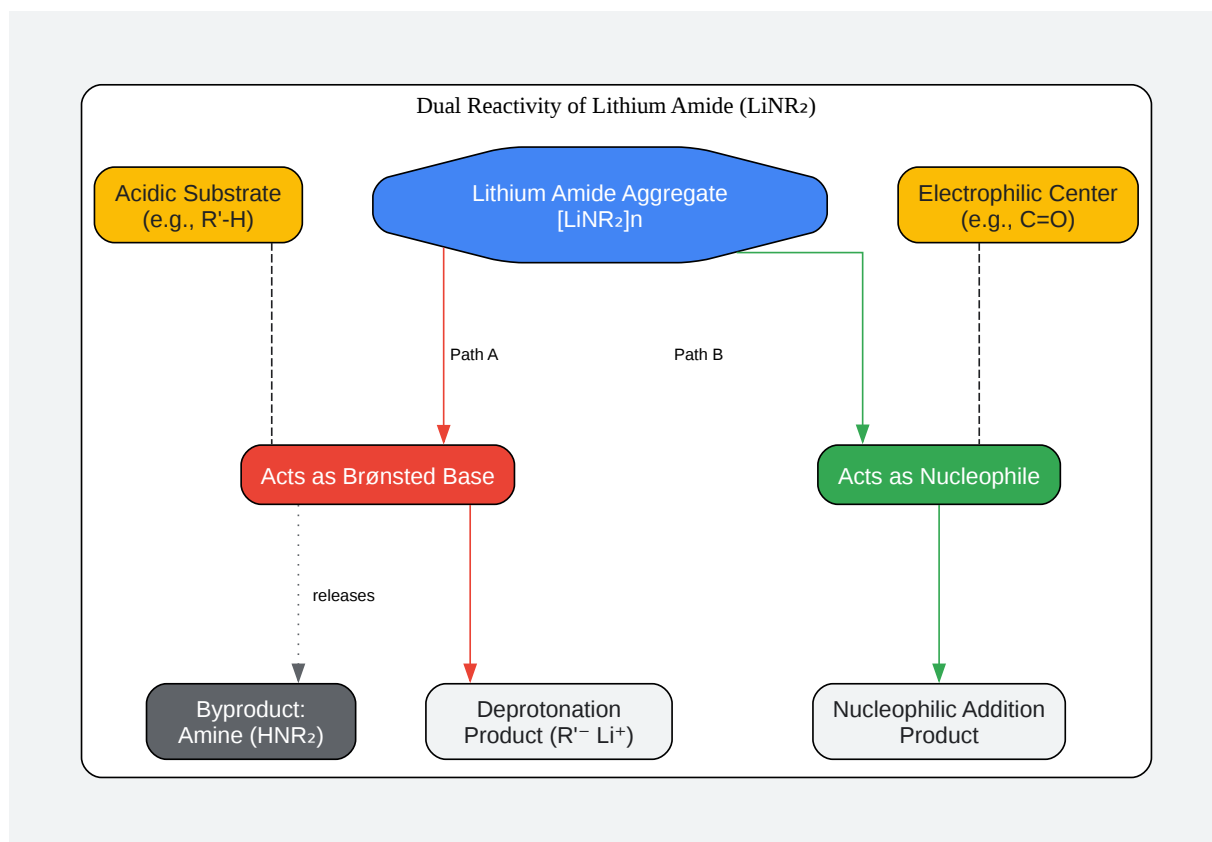 Dual Reactivity of Lithium Amide (LiNR₂)
Acidic Substrate
(e.g., R'-H)
Lithium Amide Aggregate
[LiNR₂]n
Electrophilic Center
(e.g., C=O)
Path A
Path B
Acts as Brønsted Base
Acts as Nucleophile
releases
Byproduct:
Amine (HNR₂)
Deprotonation
Product (R'⁻ Li⁺)
Nucleophilic Addition
Product